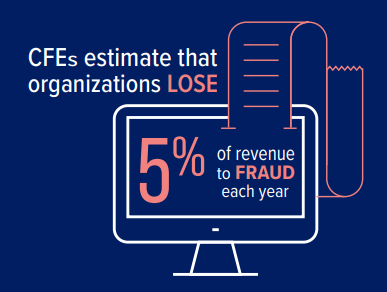 CFEs estimate that
organizations LOSE
5%
of revenue
to FRAUD
each year